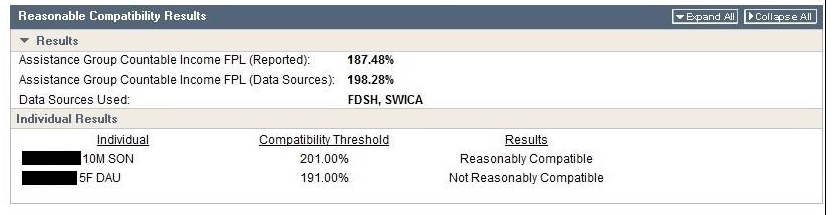 Reasonable Compatibility Results Expand All Collapse All
Results
Assistance Group Countable Income FPL (Reported): 187.48%
Assistance Group Countable Income FPL (Data Sources): 198.28%
Data Sources Used: FDSH, SWICA
Individual Results
Individual Compatibility Threshold Results
10M SON 201.00% Reasonably Compatible
5F DAU 191.00% Not Reasonably Compatible